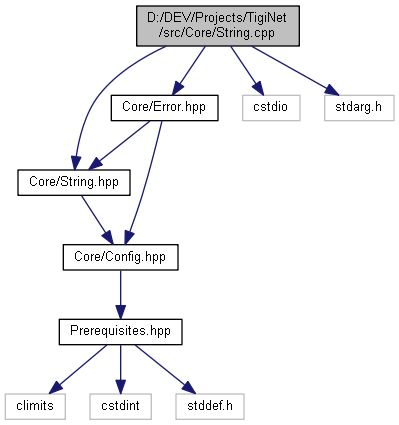 D:/DEV/Projects/TigiNet
/src/Core/String.cpp
Core/Error.hpp
cstdio
stdarg.h
Core/String.hpp
Core/Config.hpp
Prerequisites.hpp
climits
cstdint
stddef.h